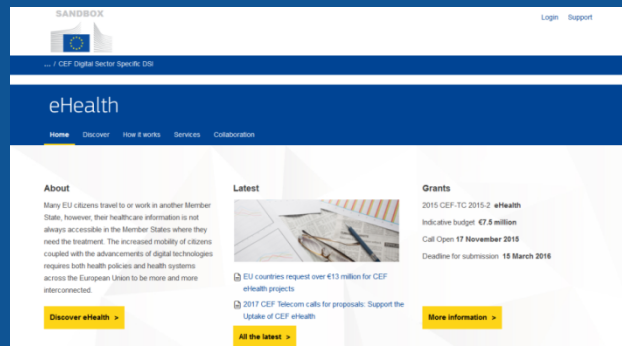 SANDBOX
Login Support
... / CEF Digital Sector Specific DSI
eHealth
Home Discover How it works Services Collaboration
About
Many EU citizens travel to or work in another Member
State, however, their healthcare information is not
always accessible in the Member States where they
need the treatment. The increased mobility of citizens
coupled with the advancements of digital technologies
requires both health policies and health systems
across the European Union to be more and more
interconnected.
Discover eHealth >
Latest
EU countries request over €13 million for CEF
eHealth projects
2017 CEF Telecom calls for proposals: Support the
Uptake of CEF eHealth
All the latest >
Grants
2015 CEF-TC 2015-2 eHealth
Indicative budget €7.5 million
Call Open 17 November 2015
Deadline for submission 15 March 2016
More information >